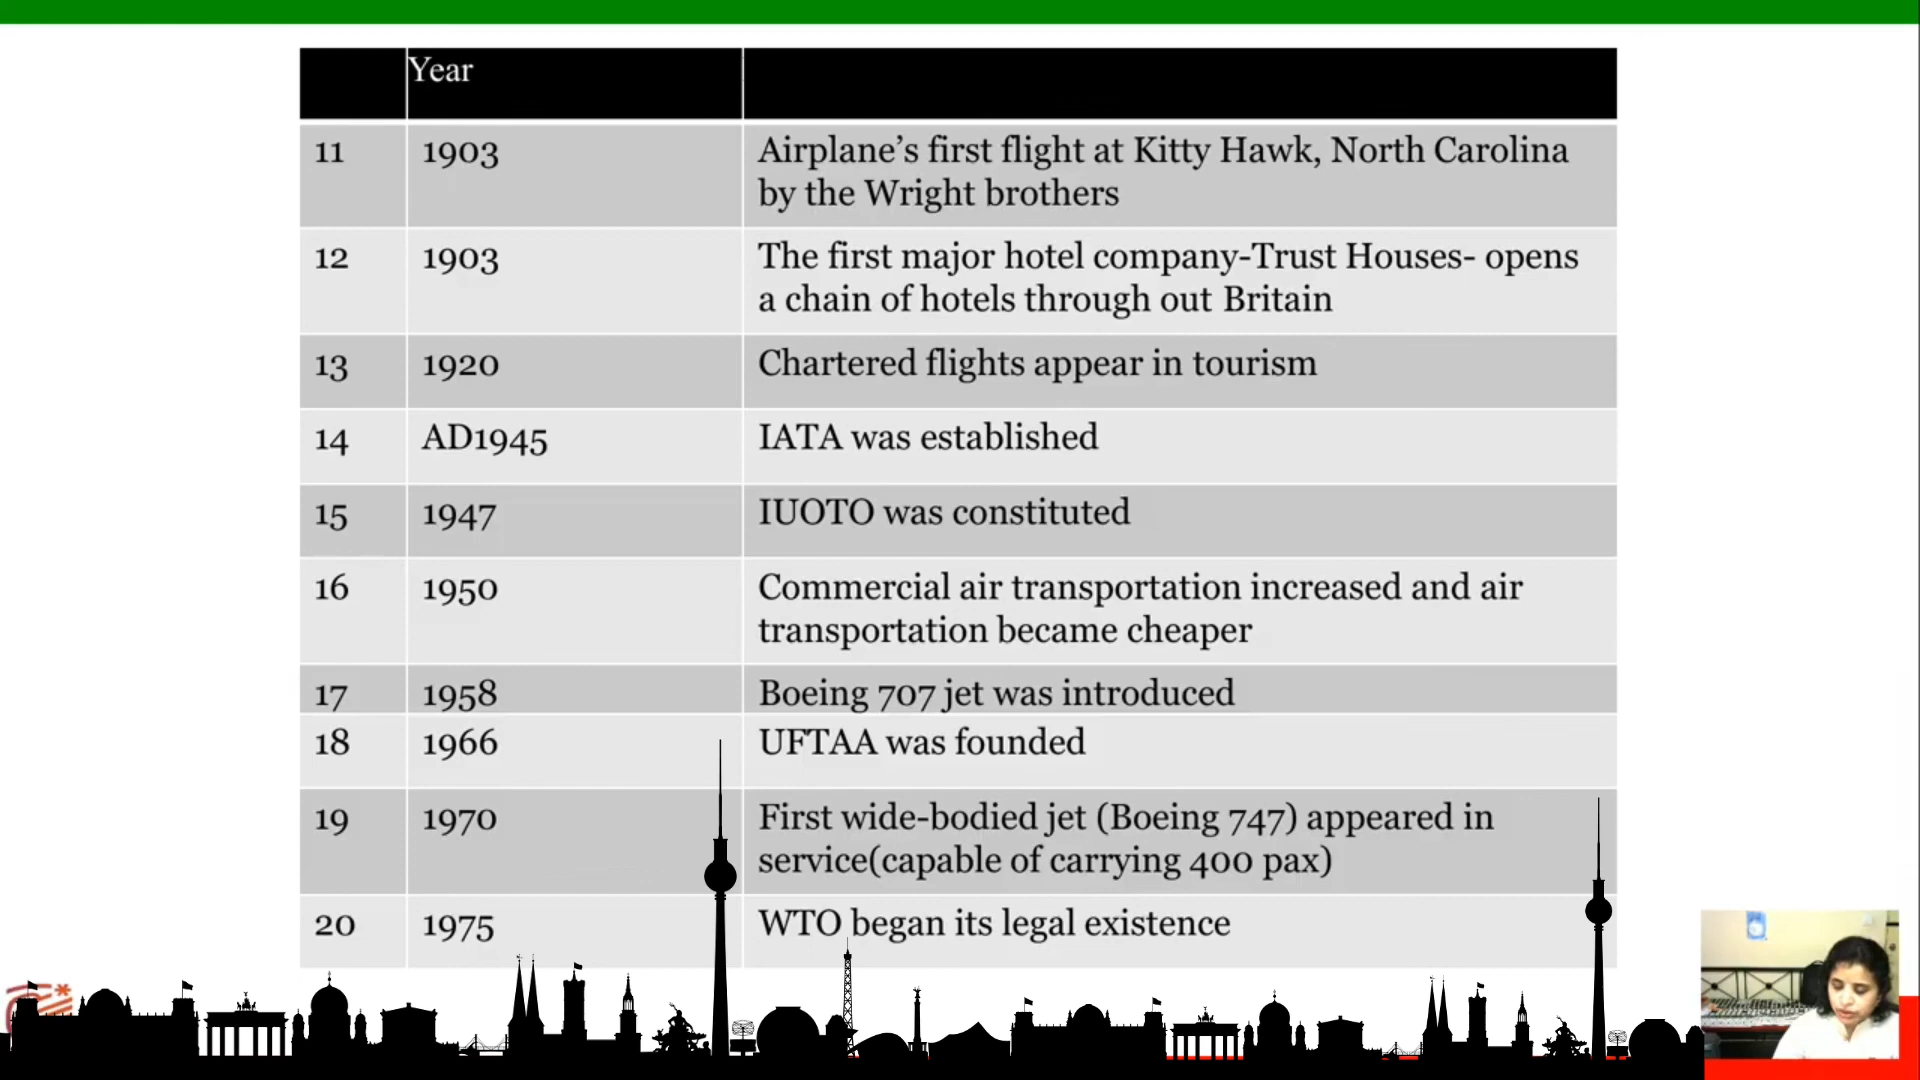 Year
11 1903 Airplane’s first flight at Kitty Hawk, North Carolina
by the Wright brothers
12 1903 The first major hotel company-Trust Houses- opens
a chain of hotels through out Britain
13 1920 Chartered flights appear in tourism
14 AD1945 IATA was established
15 1947 IUOTO was constituted
16 1950 Commercial air transportation increased and air
transportation became cheaper
17 1958 Boeing 707 jet was introduced
18 1966 UFTAA was founded
19 1970 First wide-bodied jet (Boeing 747) appeared in
service(capable of carrying 400 pax)
20 1975 WTO began its legal existence